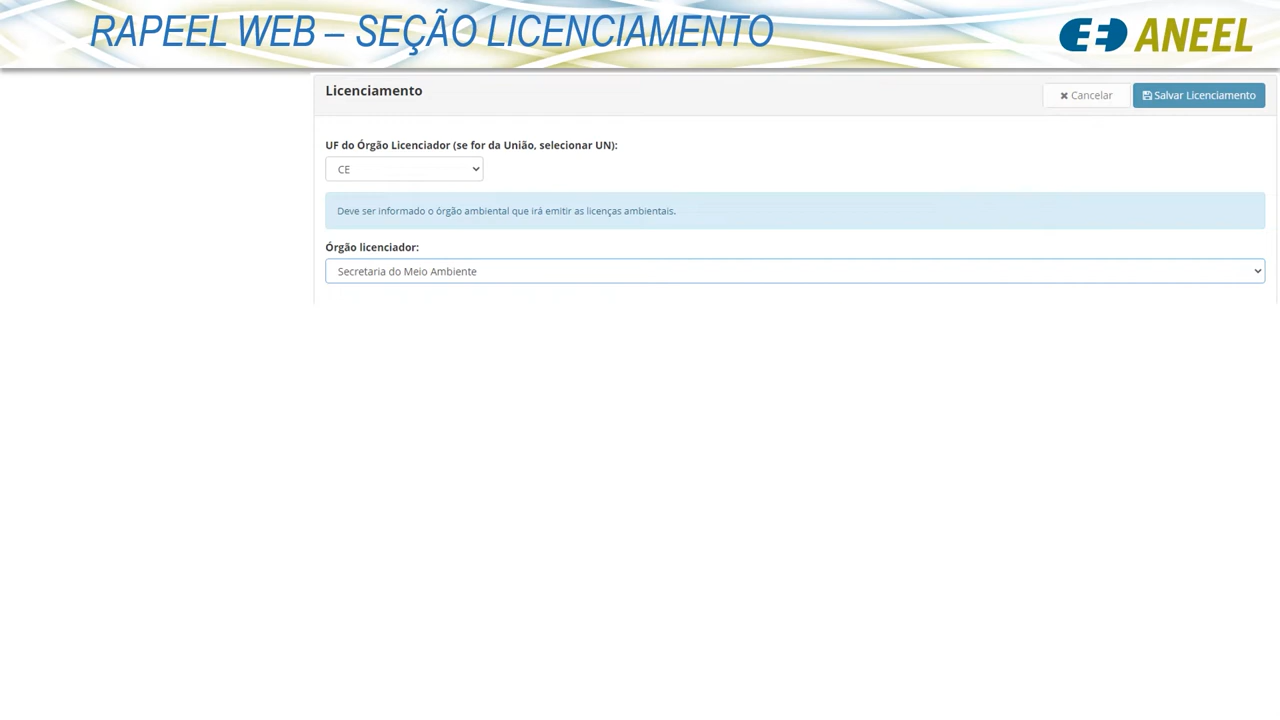 RAPEEL WEB – SEÇÃO LICENCIAMENTO
ANEEL
Licenciamento
Cancelar
Salvar Licenciamento
UF do Órgão Licenciador (se for da União, selecionar UN):
CE
Deve ser informado o órgão ambiental que irá emitir as licenças ambientais.
Órgão licenciador:
Secretaria do Meio Ambiente